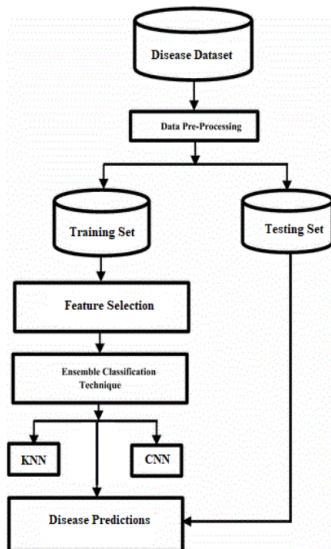 Disease Dataset
Data Pre-Processing
Training Set
Testing Set
Feature Selection
Ensemble Classification
Technique
KNN
CNN
Disease Predictions